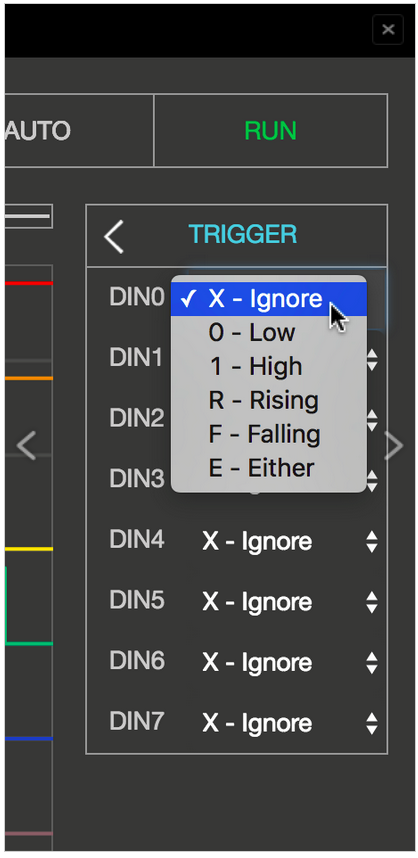 AUTO RUN
TRIGGER
DIN0 ✓ X - Ignore
0 - Low
DIN1 1 - High
R - Rising
DIN2 F - Falling
DIN3 E - Either
DIN4 X - Ignore
DIN5 X - Ignore
DIN6 X - Ignore
DIN7 X - Ignore